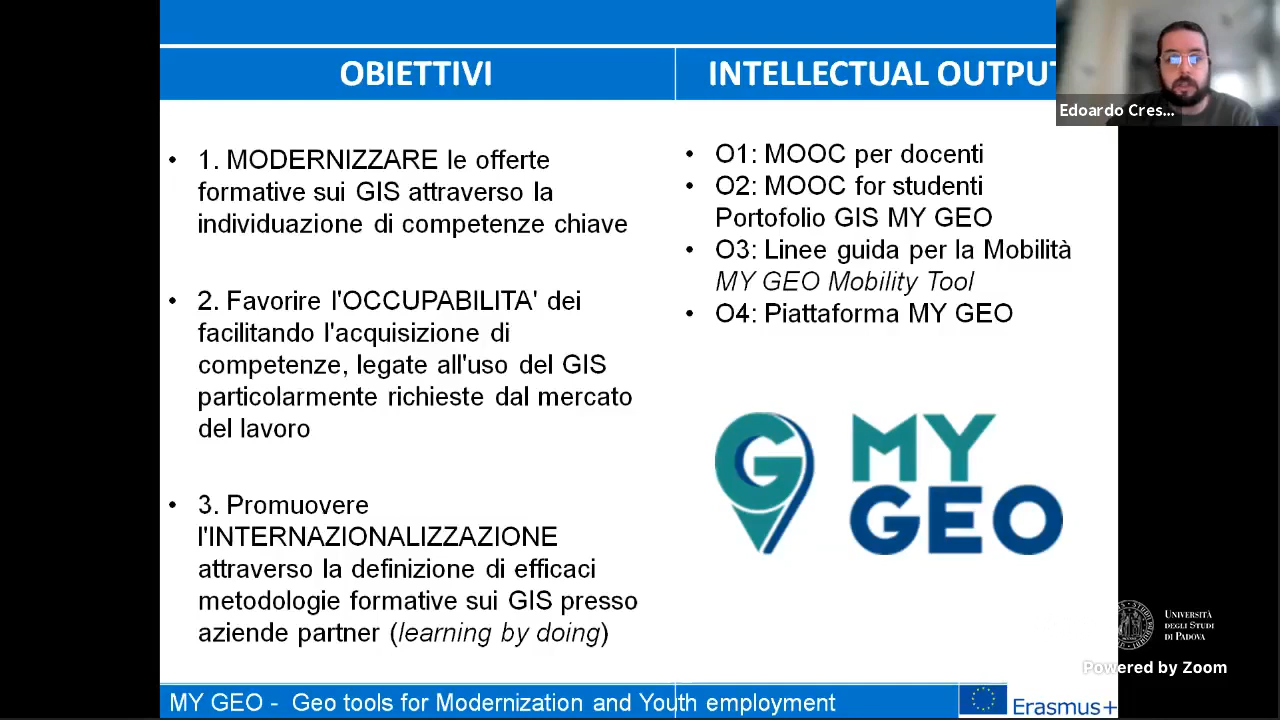 OBIETTIVI
INTELLECTUAL OUTPUT
Edoardo Cres...
• 1. MODERNIZZARE le offerte
formative sui GIS attraverso la
individuazione di competenze chiave
• 2. Favorire l'OCCUPABILITA' dei
facilitando l'acquisizione di
competenze, legate all'uso del GIS
particolarmente richieste dal mercato
del lavoro
• 3. Promuovere
l'INTERNAZIONALIZZAZIONE
attraverso la definizione di efficaci
metodologie formative sui GIS presso
aziende partner (learning by doing)
• O1: MOOC per docenti
• O2: MOOC for studenti
Portofolio GIS MY GEO
• O3: Linee guida per la Mobilità
MY GEO Mobility Tool
• O4: Piattaforma MY GEO
G MY
GEO
UNIVERSITÀ
DEGLI STUDI
DI PADOVA
Powered by Zoom
MY GEO - Geo tools for Modernization and Youth employment
Erasmus+